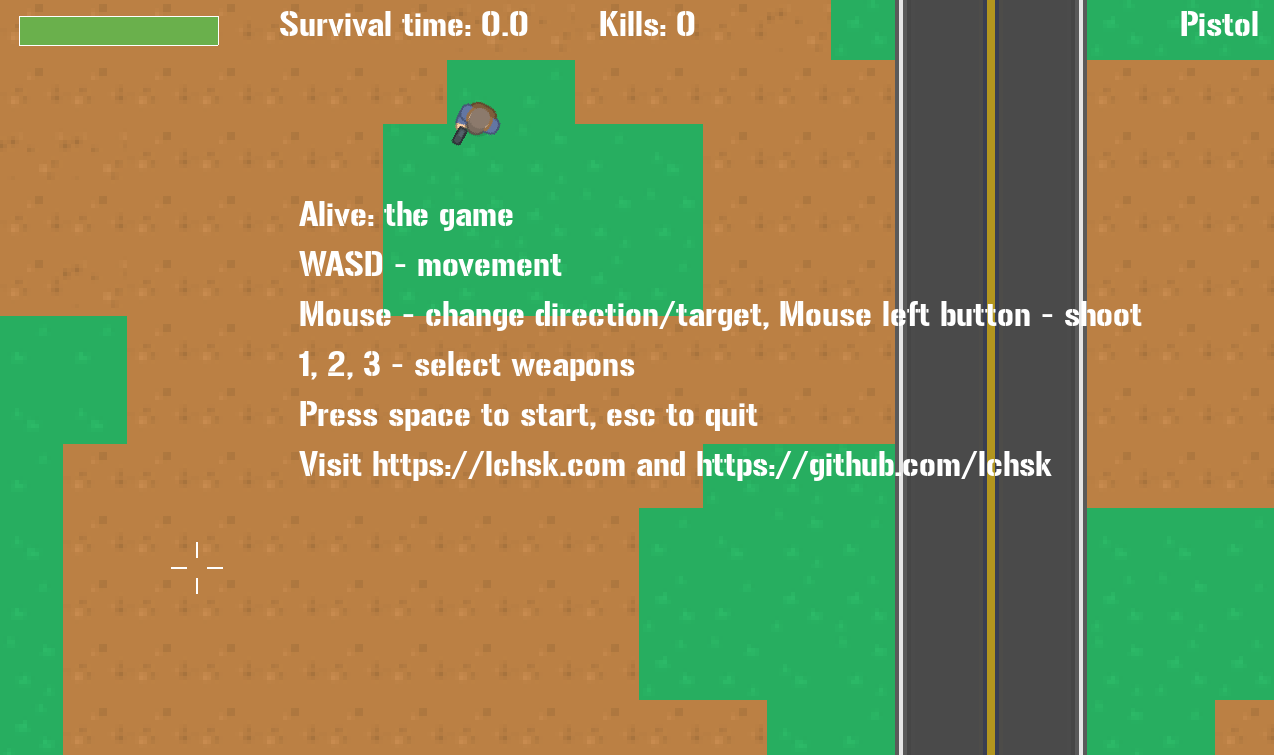 Survival time: 0.0 Kills: 0 Pistol
Alive: the game
WASD - movement
Mouse - change direction/target, Mouse left button - shoot
1, 2, 3 - select weapons
Press space to start, esc to quit
Visit https://lchsk.com and https://github.com/lchsk